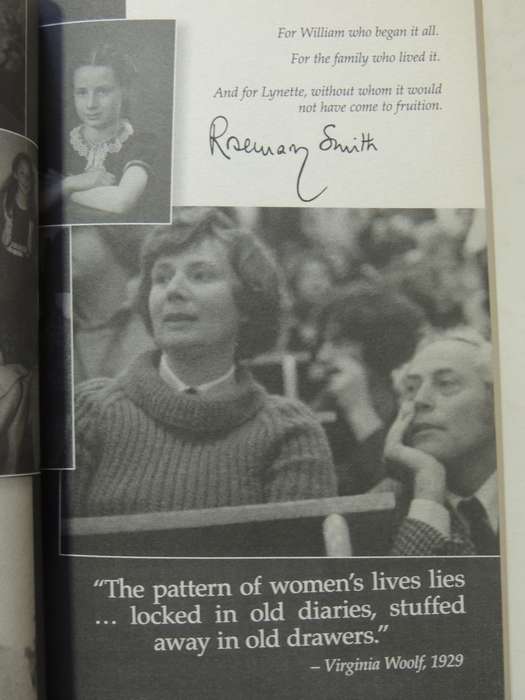 For William who began it all.
For the family who lived it.
And for Lynette, without whom it would
not have come to fruition.
Rosemary Smith
“The pattern of women’s lives lies
... locked in old diaries, stuffed
away in old drawers.”
– Virginia Woolf, 1929